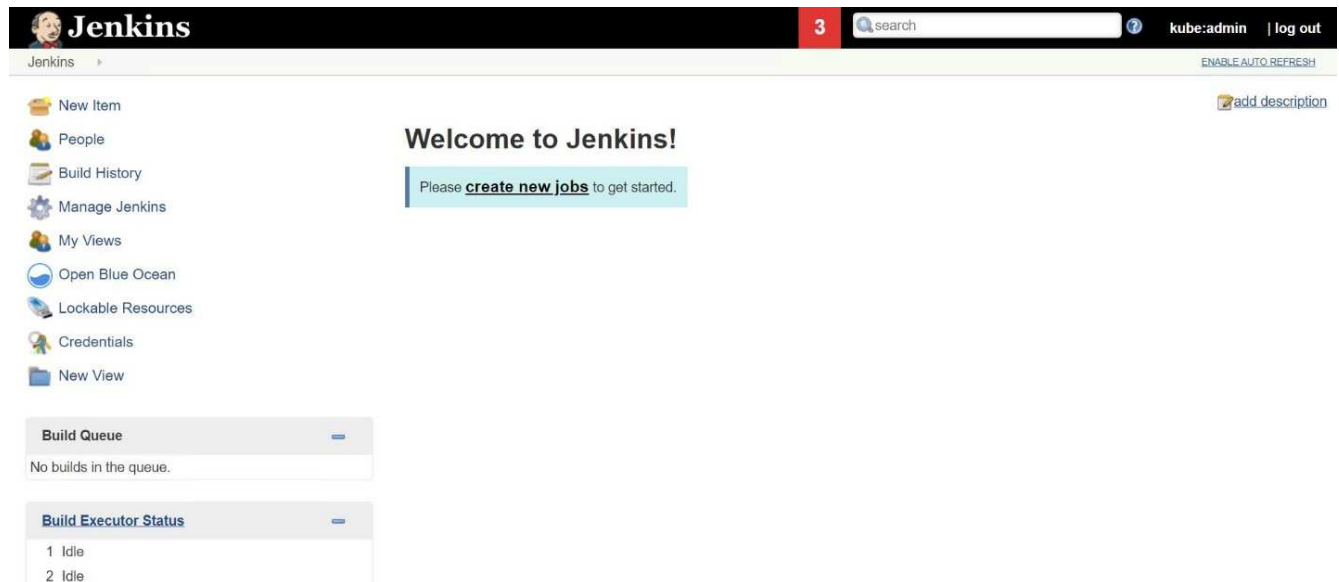 Jenkins
3
search
kube:admin | log out
Jenkins
ENABLE AUTO REFRESH
New Item
People
Build History
Manage Jenkins
My Views
Open Blue Ocean
Lockable Resources
Credentials
New View
Build Queue
No builds in the queue.
Build Executor Status
1 Idle
2 Idle
add description
Welcome to Jenkins!
Please create new jobs to get started.